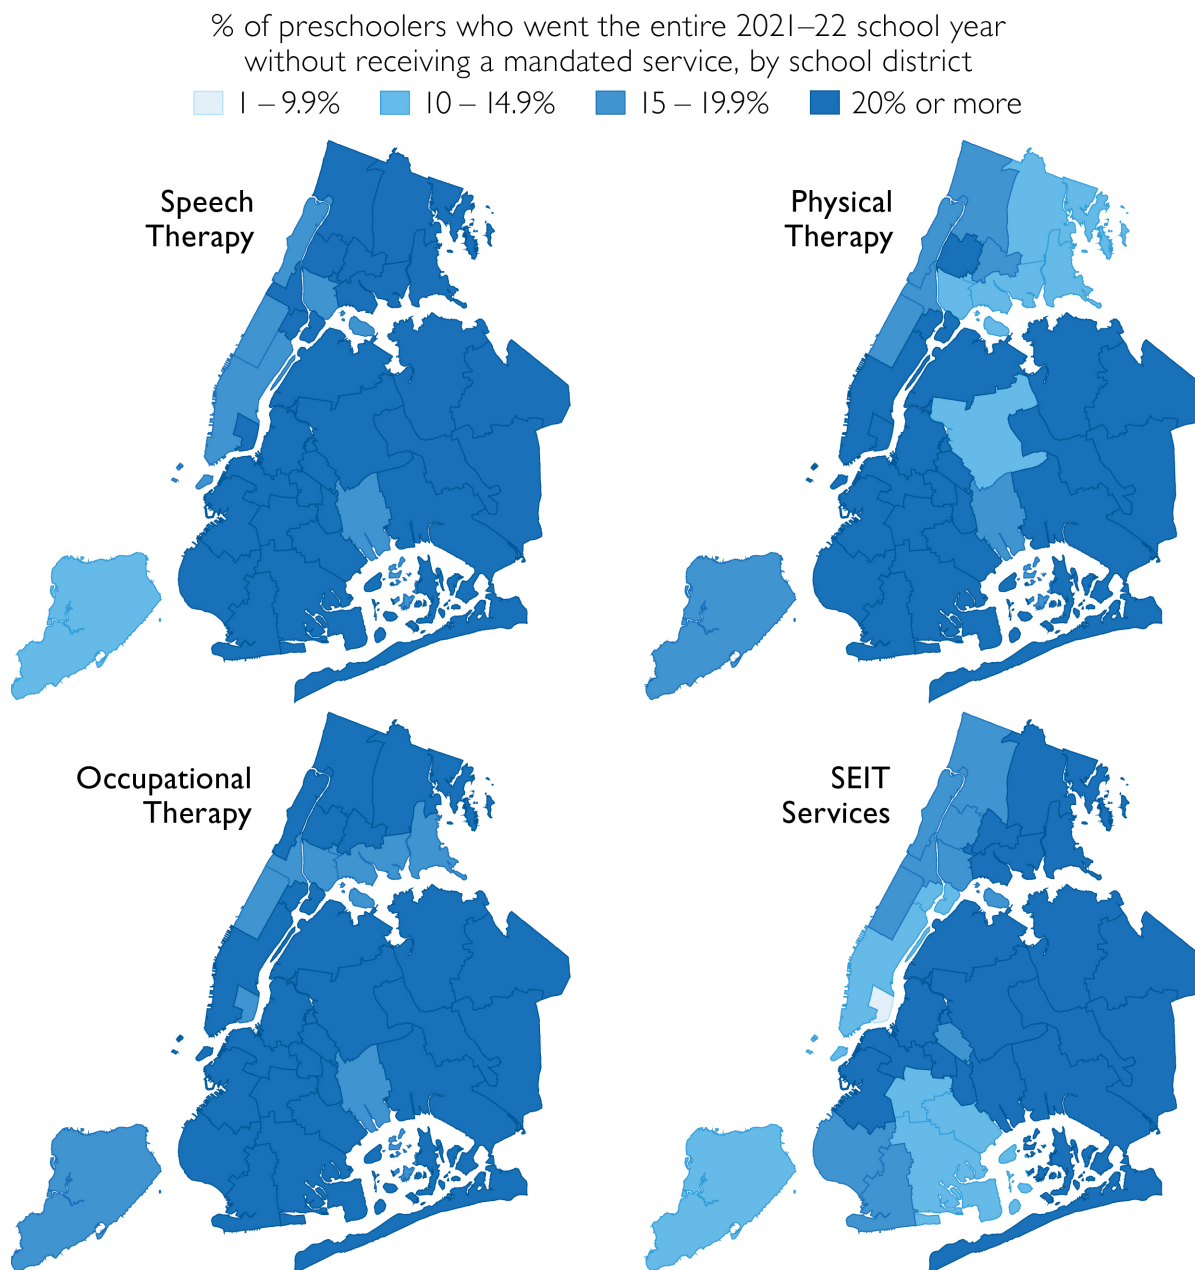 % of preschoolers who went the entire 2021–22 school year
without receiving a mandated service, by school district
1 – 9.9% 10 – 14.9% 15 – 19.9% 20% or more
Speech
Therapy
Physical
Therapy
Occupational
Therapy
SEIT
Services